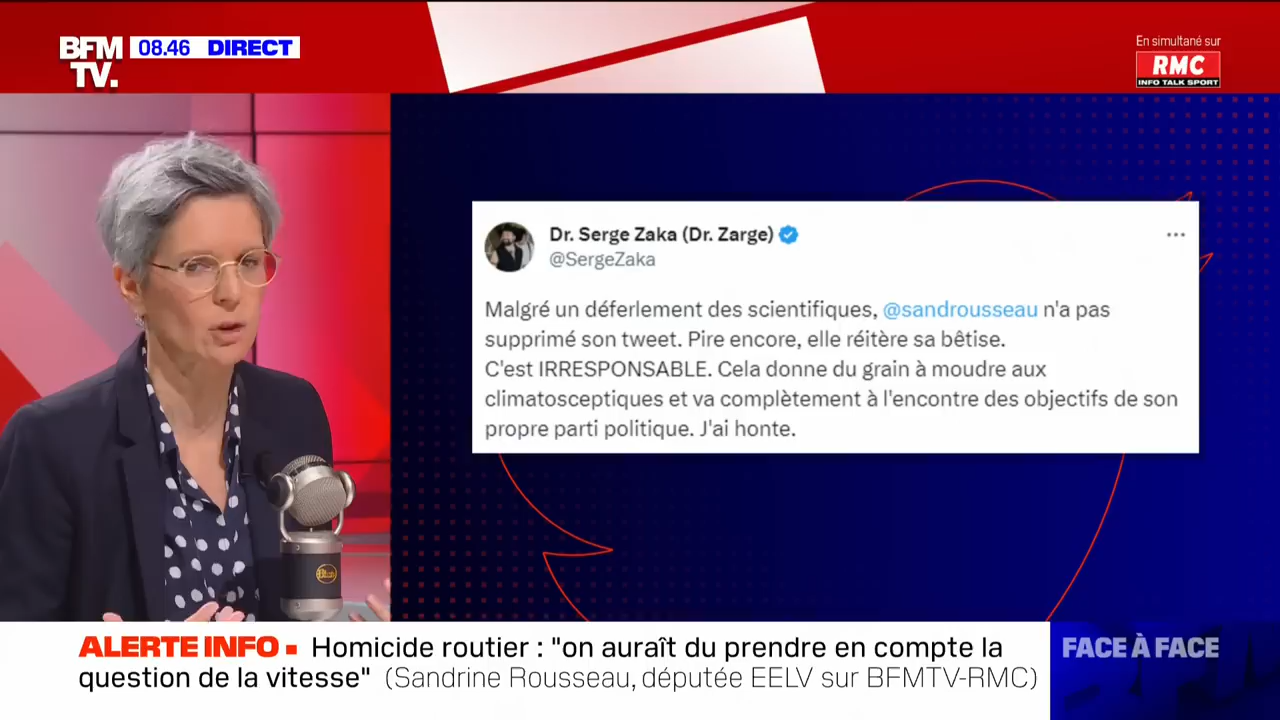 BFM
TV.
08.46 DIRECT
En simultané sur
RMC
INFO TALK SPORT
Dr. Serge Zaka (Dr. Zarge)
@SergeZaka
Malgré un déferlement des scientifiques, @sandrousseau n'a pas
supprimé son tweet. Pire encore, elle réitère sa bêtise.
C'est IRRESPONSABLE. Cela donne du grain à moudre aux
climatosceptiques et va complètement à l'encontre des objectifs de son
propre parti politique. J'ai honte.
ALERTE INFO Homicide routier : "on auraît du prendre en compte la
question de la vitesse" (Sandrine Rousseau, députée EELV sur BFMTV-RMC)
FACE À FACE